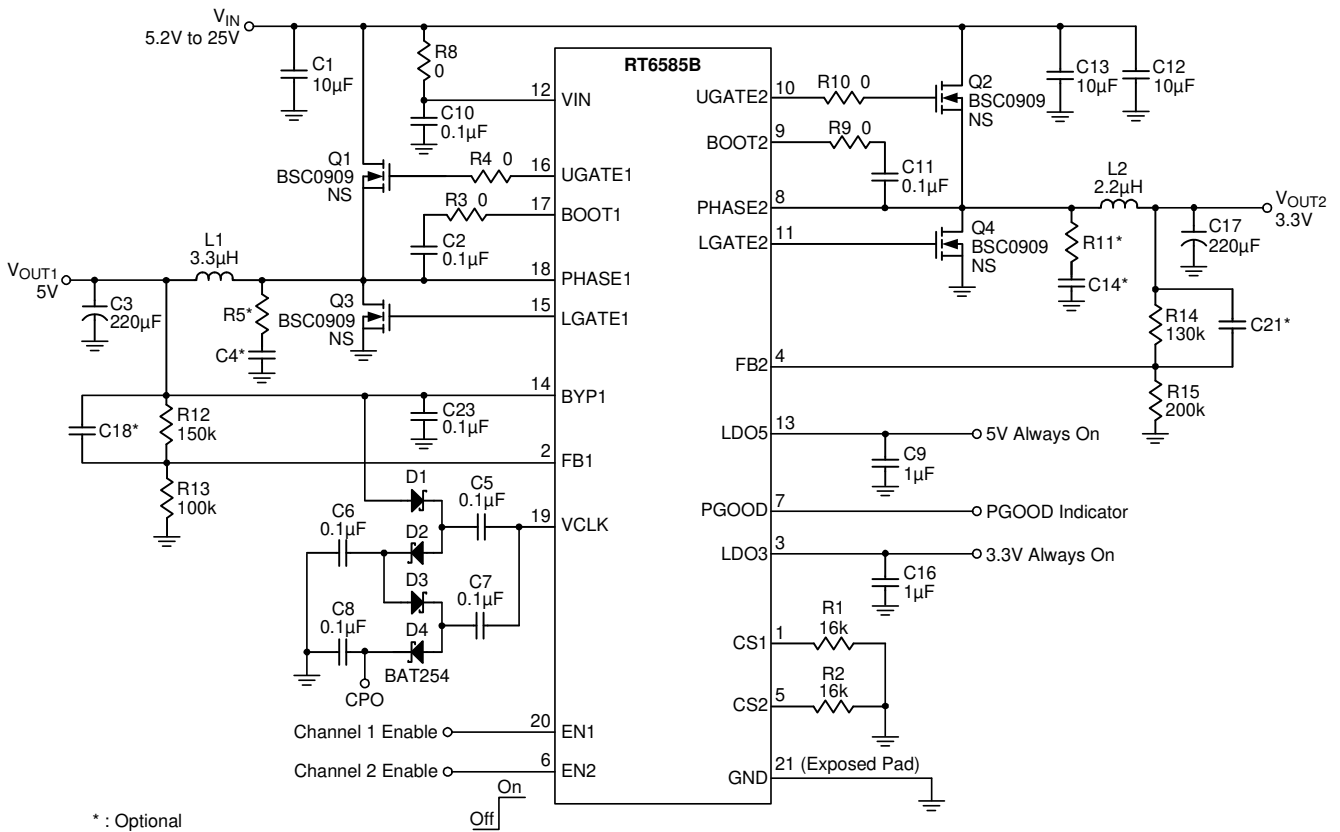 VIN
5.2V to 25V
C1
10µF
R8
0
12
VIN
C10
0.1µF
RT6585B
UGATE2
10
R10 0
Q2
BSC0909
NS
C13
10µF
C12
10µF
BOOT2
9
R9 0
C11
0.1µF
Q1
BSC0909
NS
R4 0
16
UGATE1
R3 0
17
BOOT1
C2
0.1µF
PHASE2
8
L2
2.2µH
VOUT2
3.3V
C17
220µF
LGATE2
11
Q4
BSC0909
NS
R11*
C14*
L1
3.3µH
VOUT1
5V
C3
220µF
18
PHASE1
R5*
C4*
Q3
BSC0909
NS
15
LGATE1
R14
130k
C21*
FB2
4
R15
200k
14
BYP1
C23
0.1µF
C18*
R12
150k
2
FB1
R13
100k
LDO5
13
5V Always On
C9
1µF
PGOOD
7
PGOOD Indicator
LDO3
3
3.3V Always On
C16
1µF
D1
C5
0.1µF
19
VCLK
C6
0.1µF
D2
D3
C7
0.1µF
C8
0.1µF
D4
BAT254
CPO
CS1
1
R1
16k
CS2
5
R2
16k
Channel 1 Enable
20
EN1
Channel 2 Enable
6
EN2
GND
21 (Exposed Pad)
On
Off
* : Optional